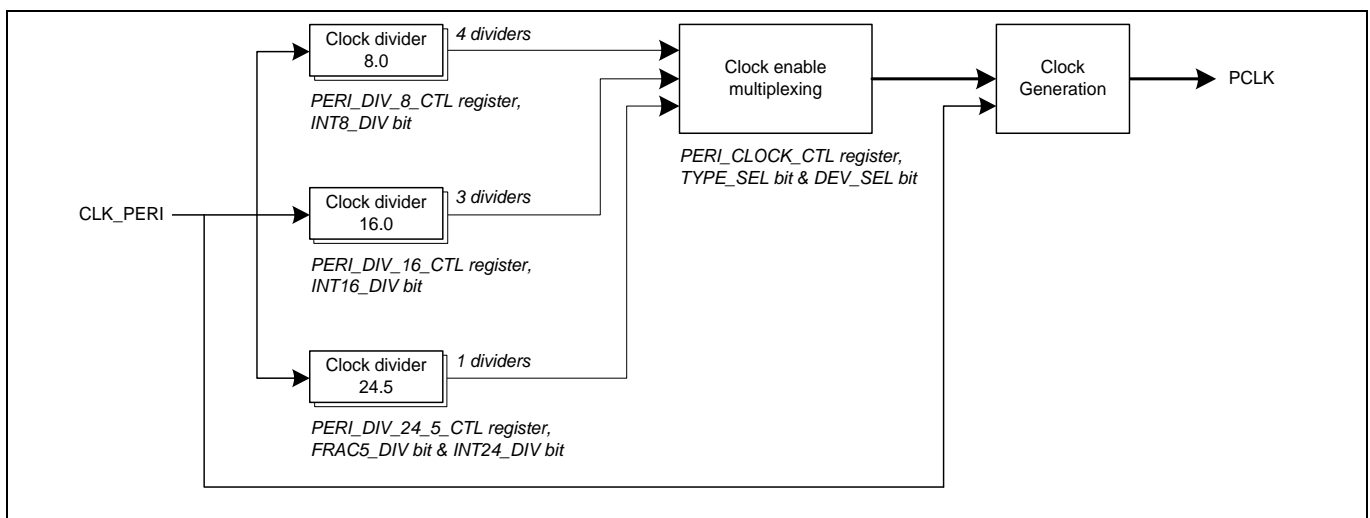 Clock divider
8.0
4 dividers
PERI_DIV_8_CTL register,
INT8_DIV bit
Clock enable
multiplexing
PERI_CLOCK_CTL register,
TYPE_SEL bit & DEV_SEL bit
Clock
Generation
PCLK
CLK_PERI
Clock divider
16.0
3 dividers
PERI_DIV_16_CTL register,
INT16_DIV bit
Clock divider
24.5
1 dividers
PERI_DIV_24_5_CTL register,
FRAC5_DIV bit & INT24_DIV bit